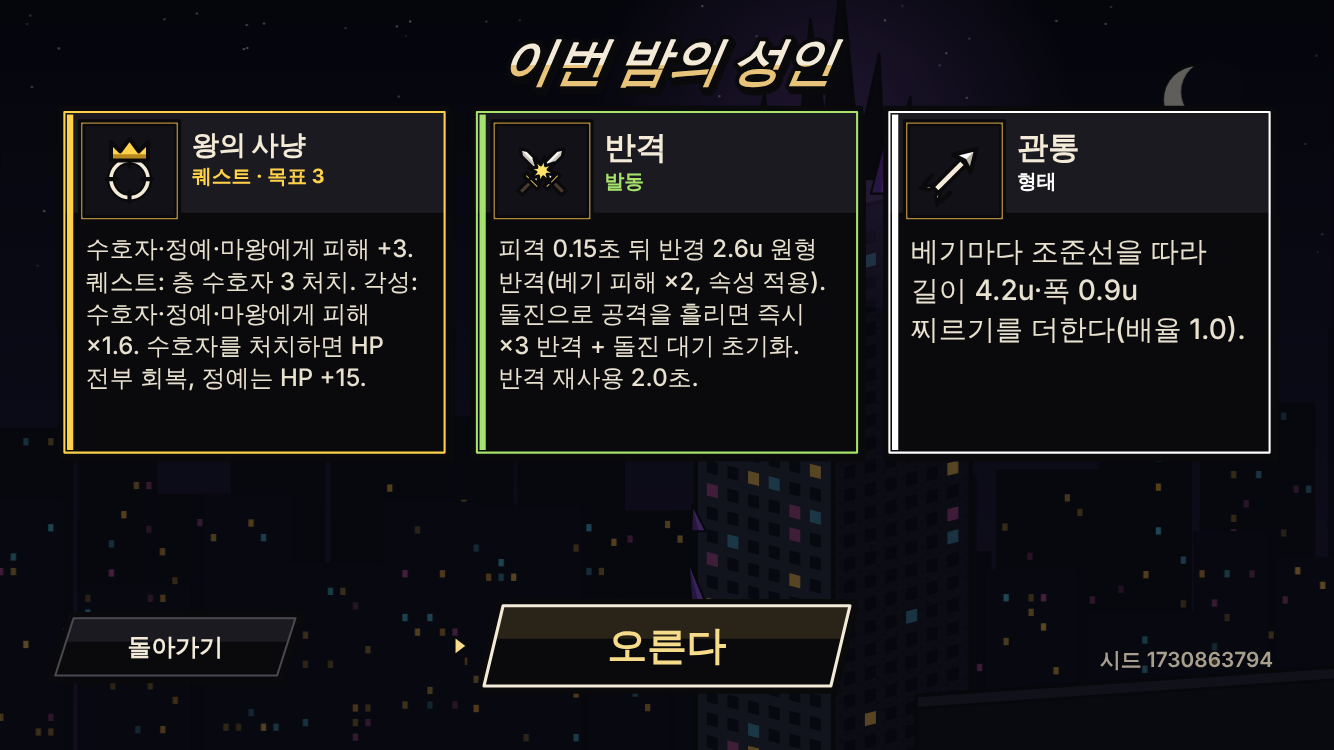 이번 밤의 성인
왕의 사냥
퀘스트 · 목표 3
수호자·정예·마왕에게 피해 +3.
퀘스트: 층 수호자 3 처치. 각성:
수호자·정예·마왕에게 피해
×1.6. 수호자를 처치하면 HP
전부 회복, 정예는 HP +15.
반격
발동
피격 0.15초 뒤 반경 2.6u 원형
반격(베기 피해 ×2, 속성 적용).
돌진으로 공격을 흘리면 즉시
×3 반격 + 돌진 대기 초기화.
반격 재사용 2.0초.
관통
형태
베기마다 조준선을 따라
길이 4.2u·폭 0.9u
찌르기를 더한다(배율 1.0).
돌아가기
오른다
시드 1730863794